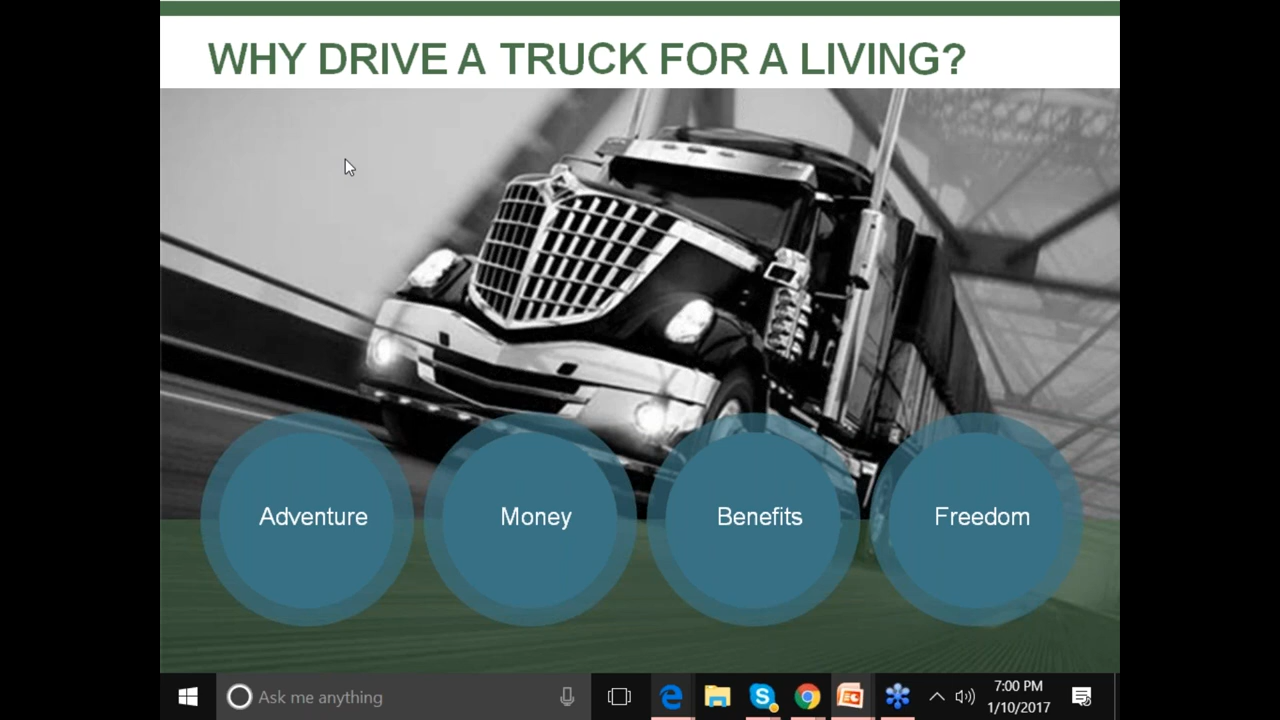 WHY DRIVE A TRUCK FOR A LIVING?
Adventure
Money
Benefits
Freedom
Ask me anything
7:00 PM
1/10/2017